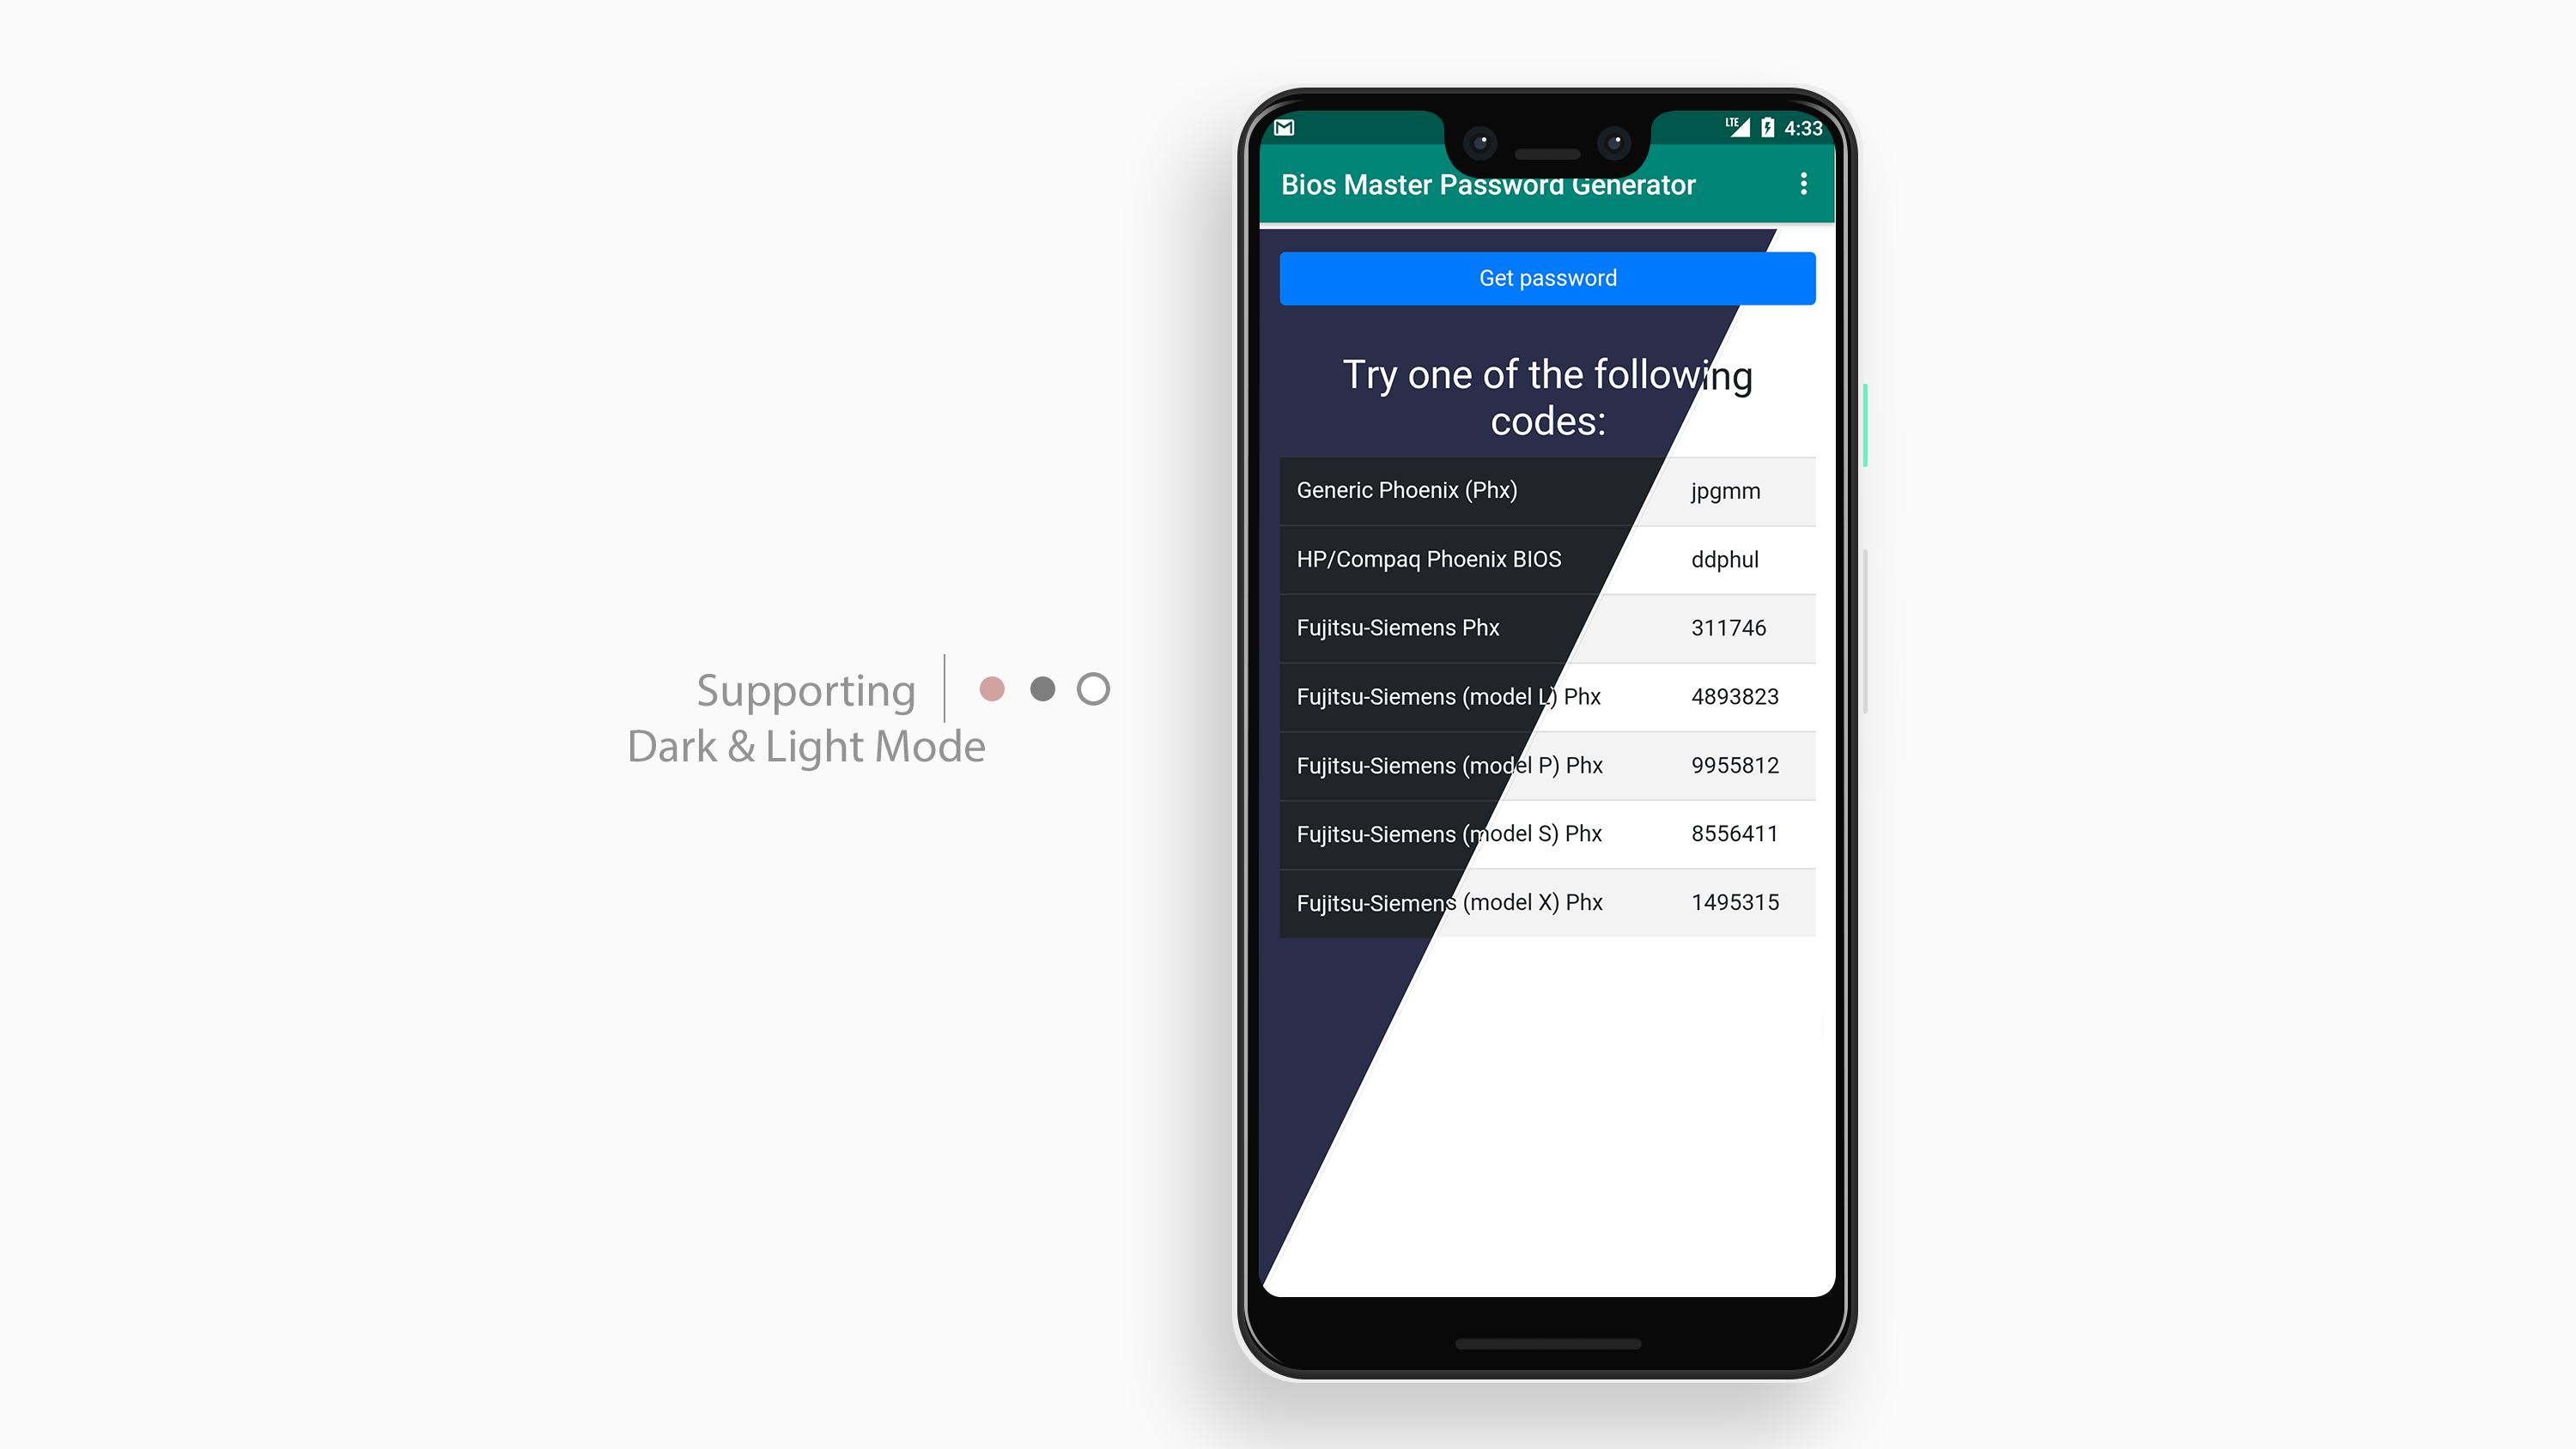 Supporting
Dark & Light Mode
LTE 4:33
Bios Master Password Generator
Get password
Try one of the following
codes:
Generic Phoenix (Phx) jpgmm
HP/Compaq Phoenix BIOS ddphul
Fujitsu-Siemens Phx 311746
Fujitsu-Siemens (model L) Phx 4893823
Fujitsu-Siemens (model P) Phx 9955812
Fujitsu-Siemens (model S) Phx 8556411
Fujitsu-Siemens (model X) Phx 1495315